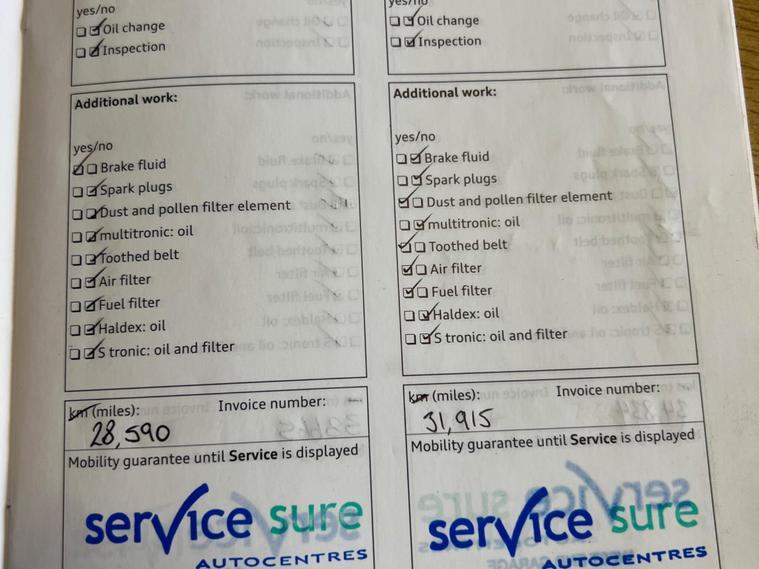 yes/no
Oil change
Inspection
Additional work:
yes/no
Brake fluid
Spark plugs
Dust and pollen filter element
multitronic: oil
Toothed belt
Air filter
Fuel filter
Haldex: oil
S tronic: oil and filter
km (miles): Invoice number:
28,590
Mobility guarantee until Service is displayed
service sure
AUTOCENTRES
yes/no
Oil change
Inspection
Additional work:
yes/no
Brake fluid
Spark plugs
Dust and pollen filter element
multitronic: oil
Toothed belt
Air filter
Fuel filter
Haldex: oil
S tronic: oil and filter
km (miles): Invoice number:
31,915
Mobility guarantee until Service is displayed
service sure
AUTOCENTRES